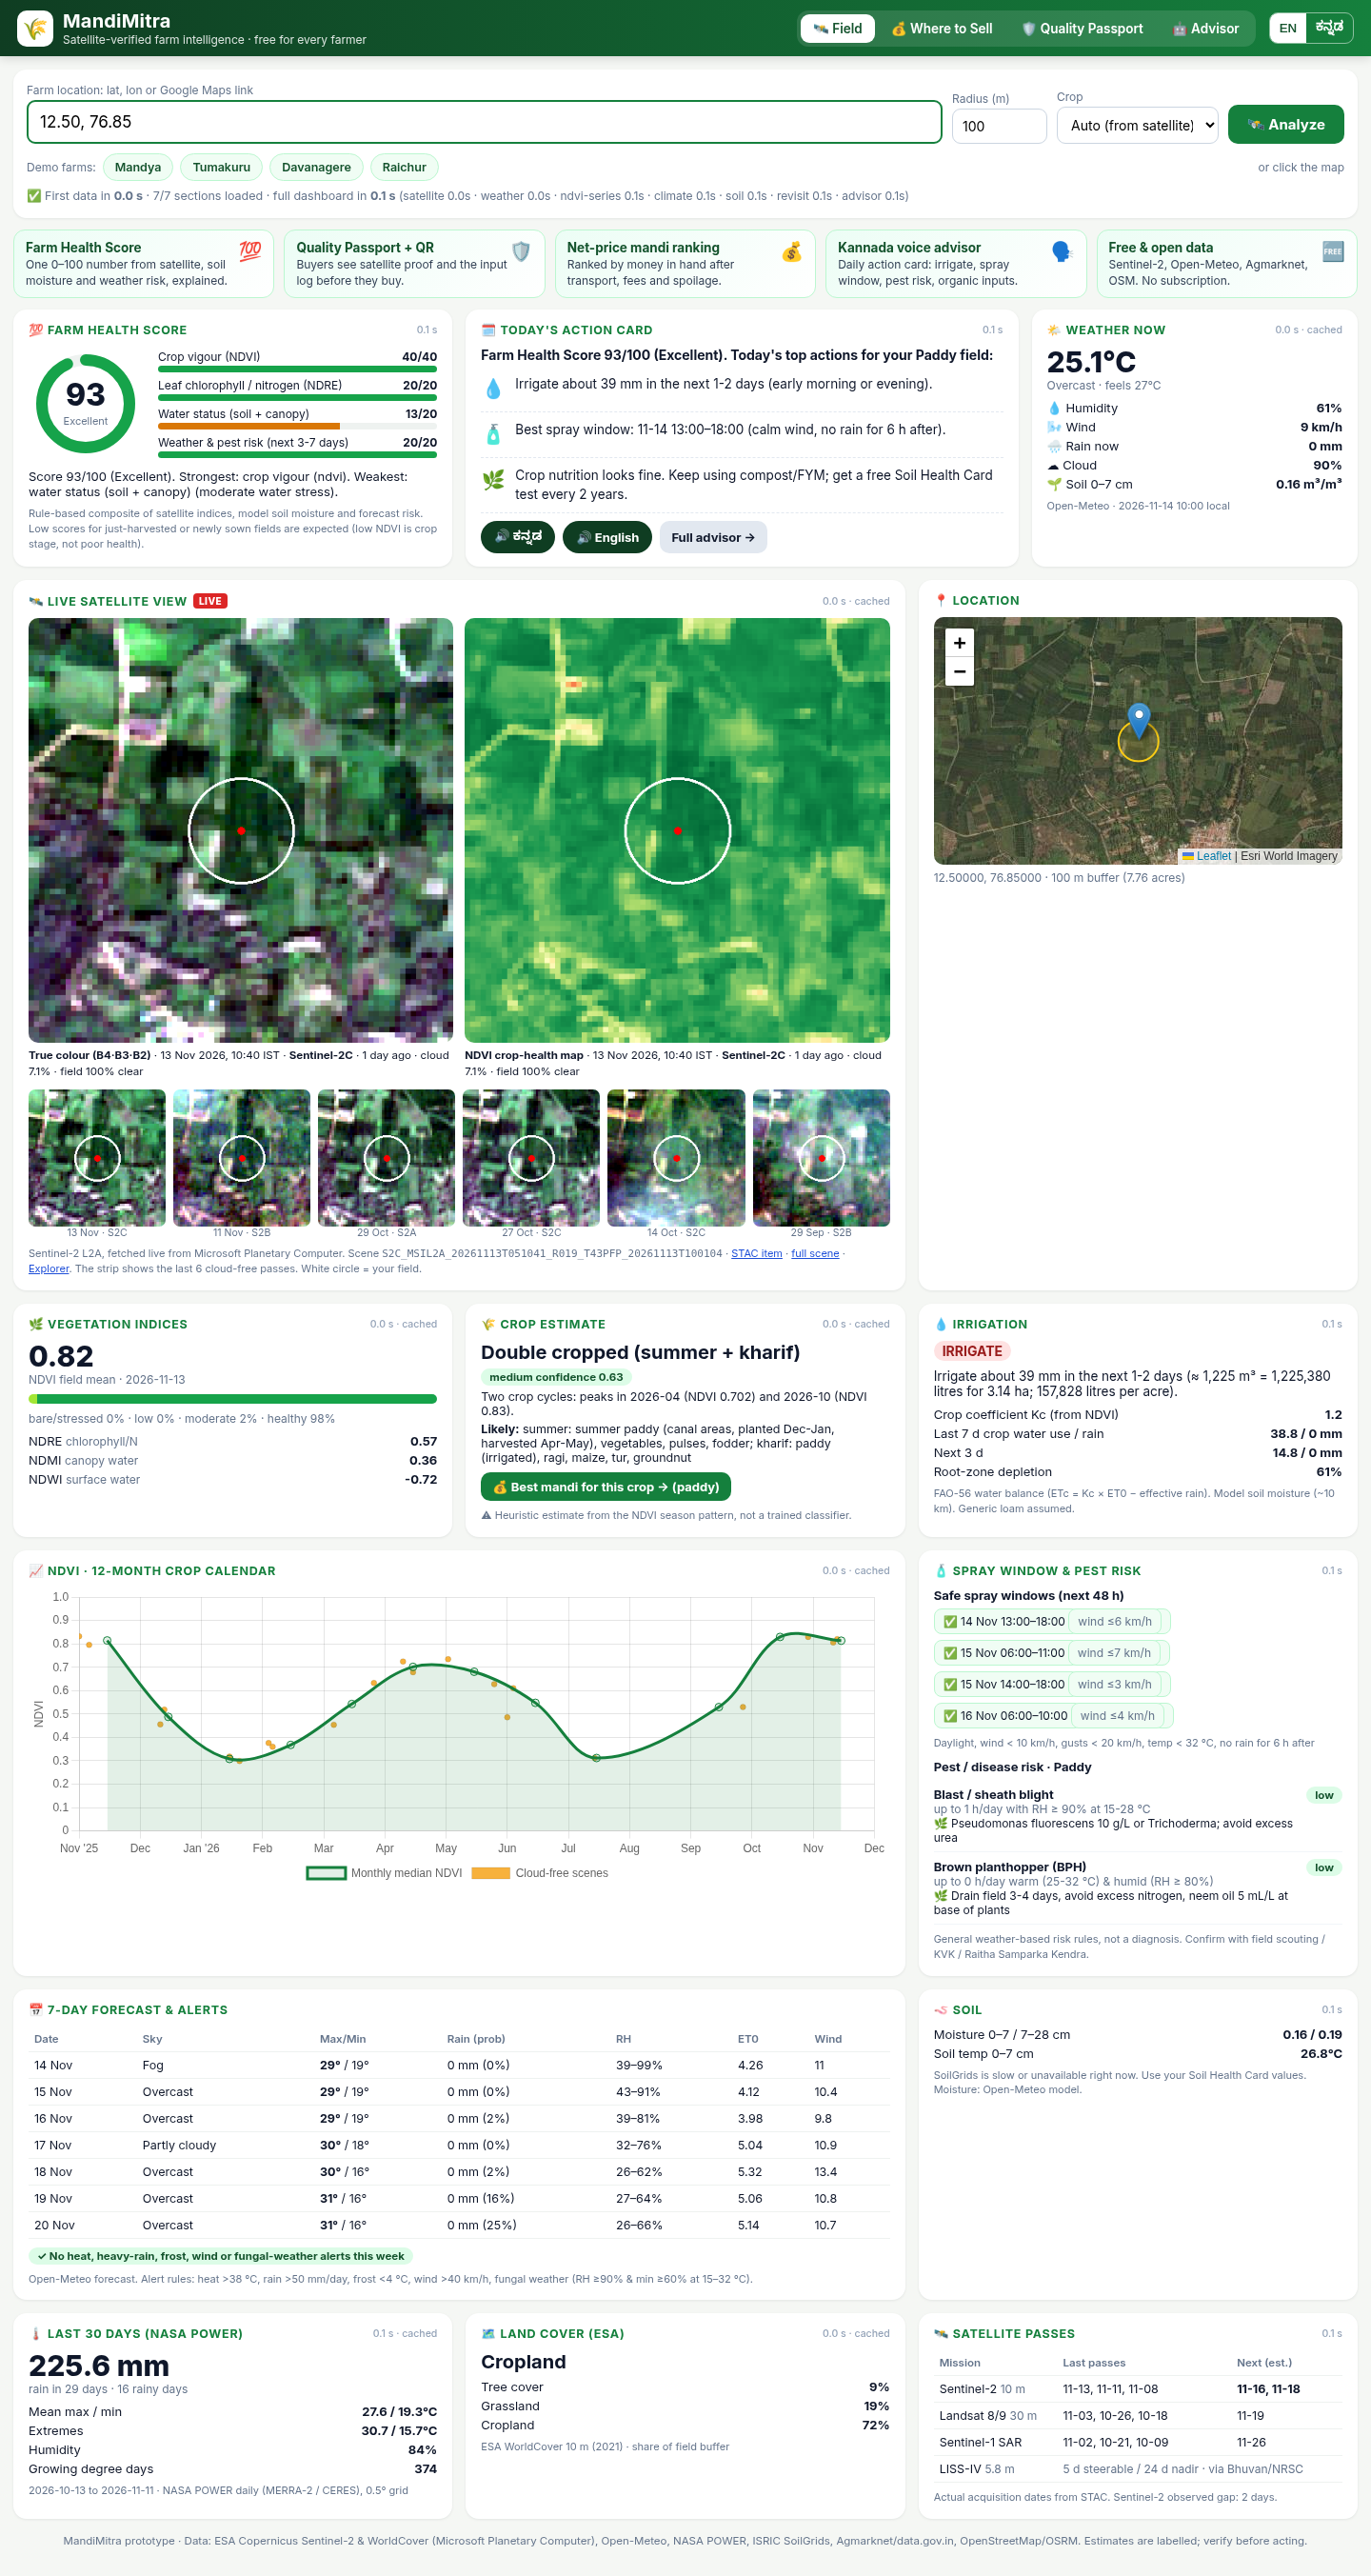 MandiMitra
Satellite-verified farm intelligence · free for every farmer
Field
Where to Sell
Quality Passport
Advisor
EN
ಕನ್ನಡ
Farm location: lat, lon or Google Maps link
12.50, 76.85
Radius (m)
100
Crop
Auto (from satellite)
Analyze
Demo farms:
Mandya
Tumakuru
Davanagere
Raichur
or click the map
✅ First data in 0.0 s · 7/7 sections loaded · full dashboard in 0.1 s (satellite 0.0s · weather 0.0s · ndvi-series 0.1s · climate 0.1s · soil 0.1s · revisit 0.1s · advisor 0.1s)
Farm Health Score
One 0–100 number from satellite, soil
moisture and weather risk, explained.
Quality Passport + QR
Buyers see satellite proof and the input
log before they buy.
Net-price mandi ranking
Ranked by money in hand after
transport, fees and spoilage.
Kannada voice advisor
Daily action card: irrigate, spray
window, pest risk, organic inputs.
Free & open data
Sentinel-2, Open-Meteo, Agmarknet,
OSM. No subscription.
FREE
FARM HEALTH SCORE
0.1 s
93
Excellent
Crop vigour (NDVI) 40/40
Leaf chlorophyll / nitrogen (NDRE) 20/20
Water status (soil + canopy) 13/20
Weather & pest risk (next 3-7 days) 20/20
Score 93/100 (Excellent). Strongest: crop vigour (ndvi). Weakest:
water status (soil + canopy) (moderate water stress).
Rule-based composite of satellite indices, model soil moisture and forecast risk.
Low scores for just-harvested or newly sown fields are expected (low NDVI is crop
stage, not poor health).
TODAY'S ACTION CARD
0.1 s
Farm Health Score 93/100 (Excellent). Today's top actions for your Paddy field:
Irrigate about 39 mm in the next 1-2 days (early morning or evening).
Best spray window: 11-14 13:00–18:00 (calm wind, no rain for 6 h after).
Crop nutrition looks fine. Keep using compost/FYM; get a free Soil Health Card
test every 2 years.
ಕನ್ನಡ
English
Full advisor →
WEATHER NOW
0.0 s · cached
25.1°C
Overcast · feels 27°C
Humidity 61%
Wind 9 km/h
Rain now 0 mm
Cloud 90%
Soil 0–7 cm 0.16 m³/m³
Open-Meteo · 2026-11-14 10:00 local
LIVE SATELLITE VIEW LIVE
0.0 s · cached
True colour (B4·B3·B2) · 13 Nov 2026, 10:40 IST · Sentinel-2C · 1 day ago · cloud
7.1% · field 100% clear
NDVI crop-health map · 13 Nov 2026, 10:40 IST · Sentinel-2C · 1 day ago · cloud
7.1% · field 100% clear
13 Nov · S2C
11 Nov · S2B
29 Oct · S2A
27 Oct · S2C
14 Oct · S2C
29 Sep · S2B
Sentinel-2 L2A, fetched live from Microsoft Planetary Computer. Scene S2C_MSIL2A_20261113T051041_R019_T43PFP_20261113T100104 · STAC item · full scene ·
Explorer. The strip shows the last 6 cloud-free passes. White circle = your field.
LOCATION
+
−
Leaflet | Esri World Imagery
12.50000, 76.85000 · 100 m buffer (7.76 acres)
VEGETATION INDICES
0.0 s · cached
0.82
NDVI field mean · 2026-11-13
bare/stressed 0% · low 0% · moderate 2% · healthy 98%
NDRE chlorophyll/N 0.57
NDMI canopy water 0.36
NDWI surface water -0.72
CROP ESTIMATE
0.0 s · cached
Double cropped (summer + kharif)
medium confidence 0.63
Two crop cycles: peaks in 2026-04 (NDVI 0.702) and 2026-10 (NDVI
0.83).
Likely: summer: summer paddy (canal areas, planted Dec-Jan,
harvested Apr-May), vegetables, pulses, fodder; kharif: paddy
(irrigated), ragi, maize, tur, groundnut
Best mandi for this crop → (paddy)
⚠ Heuristic estimate from the NDVI season pattern, not a trained classifier.
IRRIGATION
0.1 s
IRRIGATE
Irrigate about 39 mm in the next 1-2 days (≈ 1,225 m³ = 1,225,380
litres for 3.14 ha; 157,828 litres per acre).
Crop coefficient Kc (from NDVI) 1.2
Last 7 d crop water use / rain 38.8 / 0 mm
Next 3 d 14.8 / 0 mm
Root-zone depletion 61%
FAO-56 water balance (ETc = Kc × ET0 − effective rain). Model soil moisture (~10
km). Generic loam assumed.
NDVI · 12-MONTH CROP CALENDAR
0.0 s · cached
NDVI
1.0
0.9
0.8
0.7
0.6
0.5
0.4
0.3
0.2
0.1
0
Nov '25 Dec Jan '26 Feb Mar Apr May Jun Jul Aug Sep Oct Nov Dec
Monthly median NDVI Cloud-free scenes
SPRAY WINDOW & PEST RISK
0.1 s
Safe spray windows (next 48 h)
✅ 14 Nov 13:00–18:00 wind ≤6 km/h
✅ 15 Nov 06:00–11:00 wind ≤7 km/h
✅ 15 Nov 14:00–18:00 wind ≤3 km/h
✅ 16 Nov 06:00–10:00 wind ≤4 km/h
Daylight, wind < 10 km/h, gusts < 20 km/h, temp < 32 °C, no rain for 6 h after
Pest / disease risk · Paddy
Blast / sheath blight low
up to 1 h/day with RH ≥ 90% at 15-28 °C
Pseudomonas fluorescens 10 g/L or Trichoderma; avoid excess
urea
Brown planthopper (BPH) low
up to 0 h/day warm (25-32 °C) & humid (RH ≥ 80%)
Drain field 3-4 days, avoid excess nitrogen, neem oil 5 mL/L at
base of plants
General weather-based risk rules, not a diagnosis. Confirm with field scouting /
KVK / Raitha Samparka Kendra.
7-DAY FORECAST & ALERTS
Date Sky Max/Min Rain (prob) RH ET0 Wind
14 Nov Fog 29° / 19° 0 mm (0%) 39–99% 4.26 11
15 Nov Overcast 29° / 19° 0 mm (0%) 43–91% 4.12 10.4
16 Nov Overcast 29° / 19° 0 mm (2%) 39–81% 3.98 9.8
17 Nov Partly cloudy 30° / 18° 0 mm (0%) 32–76% 5.04 10.9
18 Nov Overcast 30° / 16° 0 mm (2%) 26–62% 5.32 13.4
19 Nov Overcast 31° / 16° 0 mm (16%) 27–64% 5.06 10.8
20 Nov Overcast 31° / 16° 0 mm (25%) 26–66% 5.14 10.7
✓ No heat, heavy-rain, frost, wind or fungal-weather alerts this week
Open-Meteo forecast. Alert rules: heat >38 °C, rain >50 mm/day, frost <4 °C, wind >40 km/h, fungal weather (RH ≥90% & min ≥60% at 15–32 °C).
SOIL
0.1 s
Moisture 0–7 / 7–28 cm 0.16 / 0.19
Soil temp 0–7 cm 26.8°C
SoilGrids is slow or unavailable right now. Use your Soil Health Card values.
Moisture: Open-Meteo model.
LAST 30 DAYS (NASA POWER)
0.1 s · cached
225.6 mm
rain in 29 days · 16 rainy days
Mean max / min 27.6 / 19.3°C
Extremes 30.7 / 15.7°C
Humidity 84%
Growing degree days 374
2026-10-13 to 2026-11-11 · NASA POWER daily (MERRA-2 / CERES), 0.5° grid
LAND COVER (ESA)
0.0 s · cached
Cropland
Tree cover 9%
Grassland 19%
Cropland 72%
ESA WorldCover 10 m (2021) · share of field buffer
SATELLITE PASSES
0.1 s
Mission Last passes Next (est.)
Sentinel-2 10 m 11-13, 11-11, 11-08 11-16, 11-18
Landsat 8/9 30 m 11-03, 10-26, 10-18 11-19
Sentinel-1 SAR 11-02, 10-21, 10-09 11-26
LISS-IV 5.8 m 5 d steerable / 24 d nadir · via Bhuvan/NRSC
Actual acquisition dates from STAC. Sentinel-2 observed gap: 2 days.
MandiMitra prototype · Data: ESA Copernicus Sentinel-2 & WorldCover (Microsoft Planetary Computer), Open-Meteo, NASA POWER, ISRIC SoilGrids, Agmarknet/data.gov.in, OpenStreetMap/OSRM. Estimates are labelled; verify before acting.